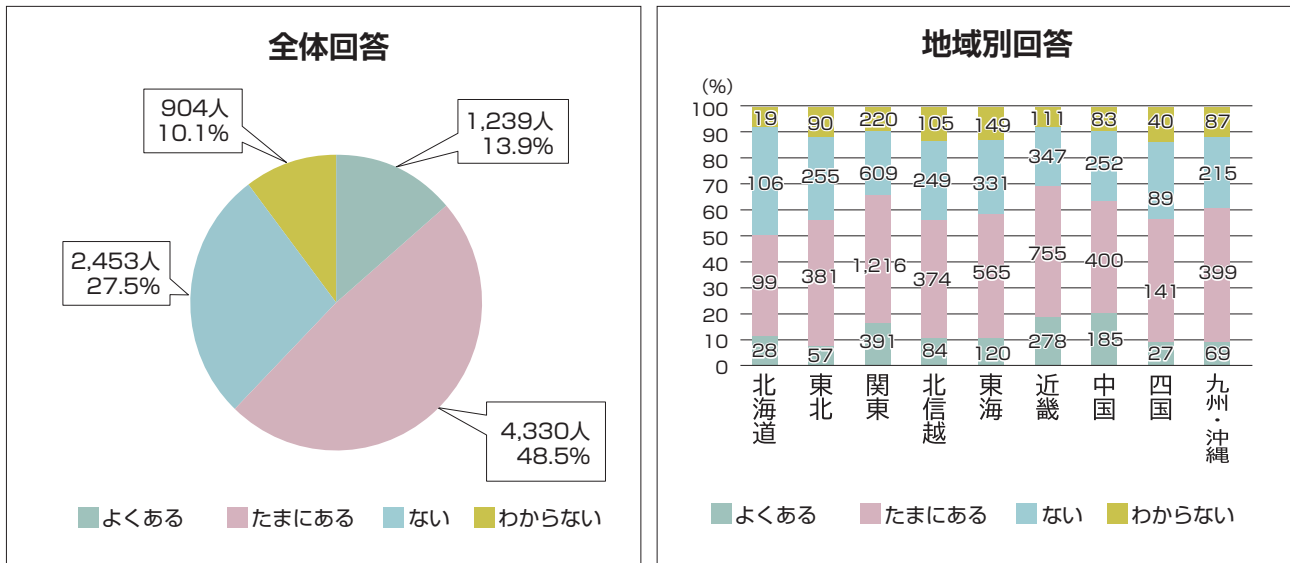 全体回答
904人
10.1%
1,239人
13.9%
2,453人
27.5%
4,330人
48.5%
よくある たまにある ない わからない
地域別回答
(%)
100
90
80
70
60
50
40
30
20
10
0
19 90 220 105 149 111 83 40 87
106 255 609 249 331 347 252 89 215
99 381 1,216 374 565 755 400 141 399
28 57 391 84 120 278 185 27 69
北海道
東北
関東
北信越
東海
近畿
中国
四国
九州・沖縄
よくある たまにある ない わからない